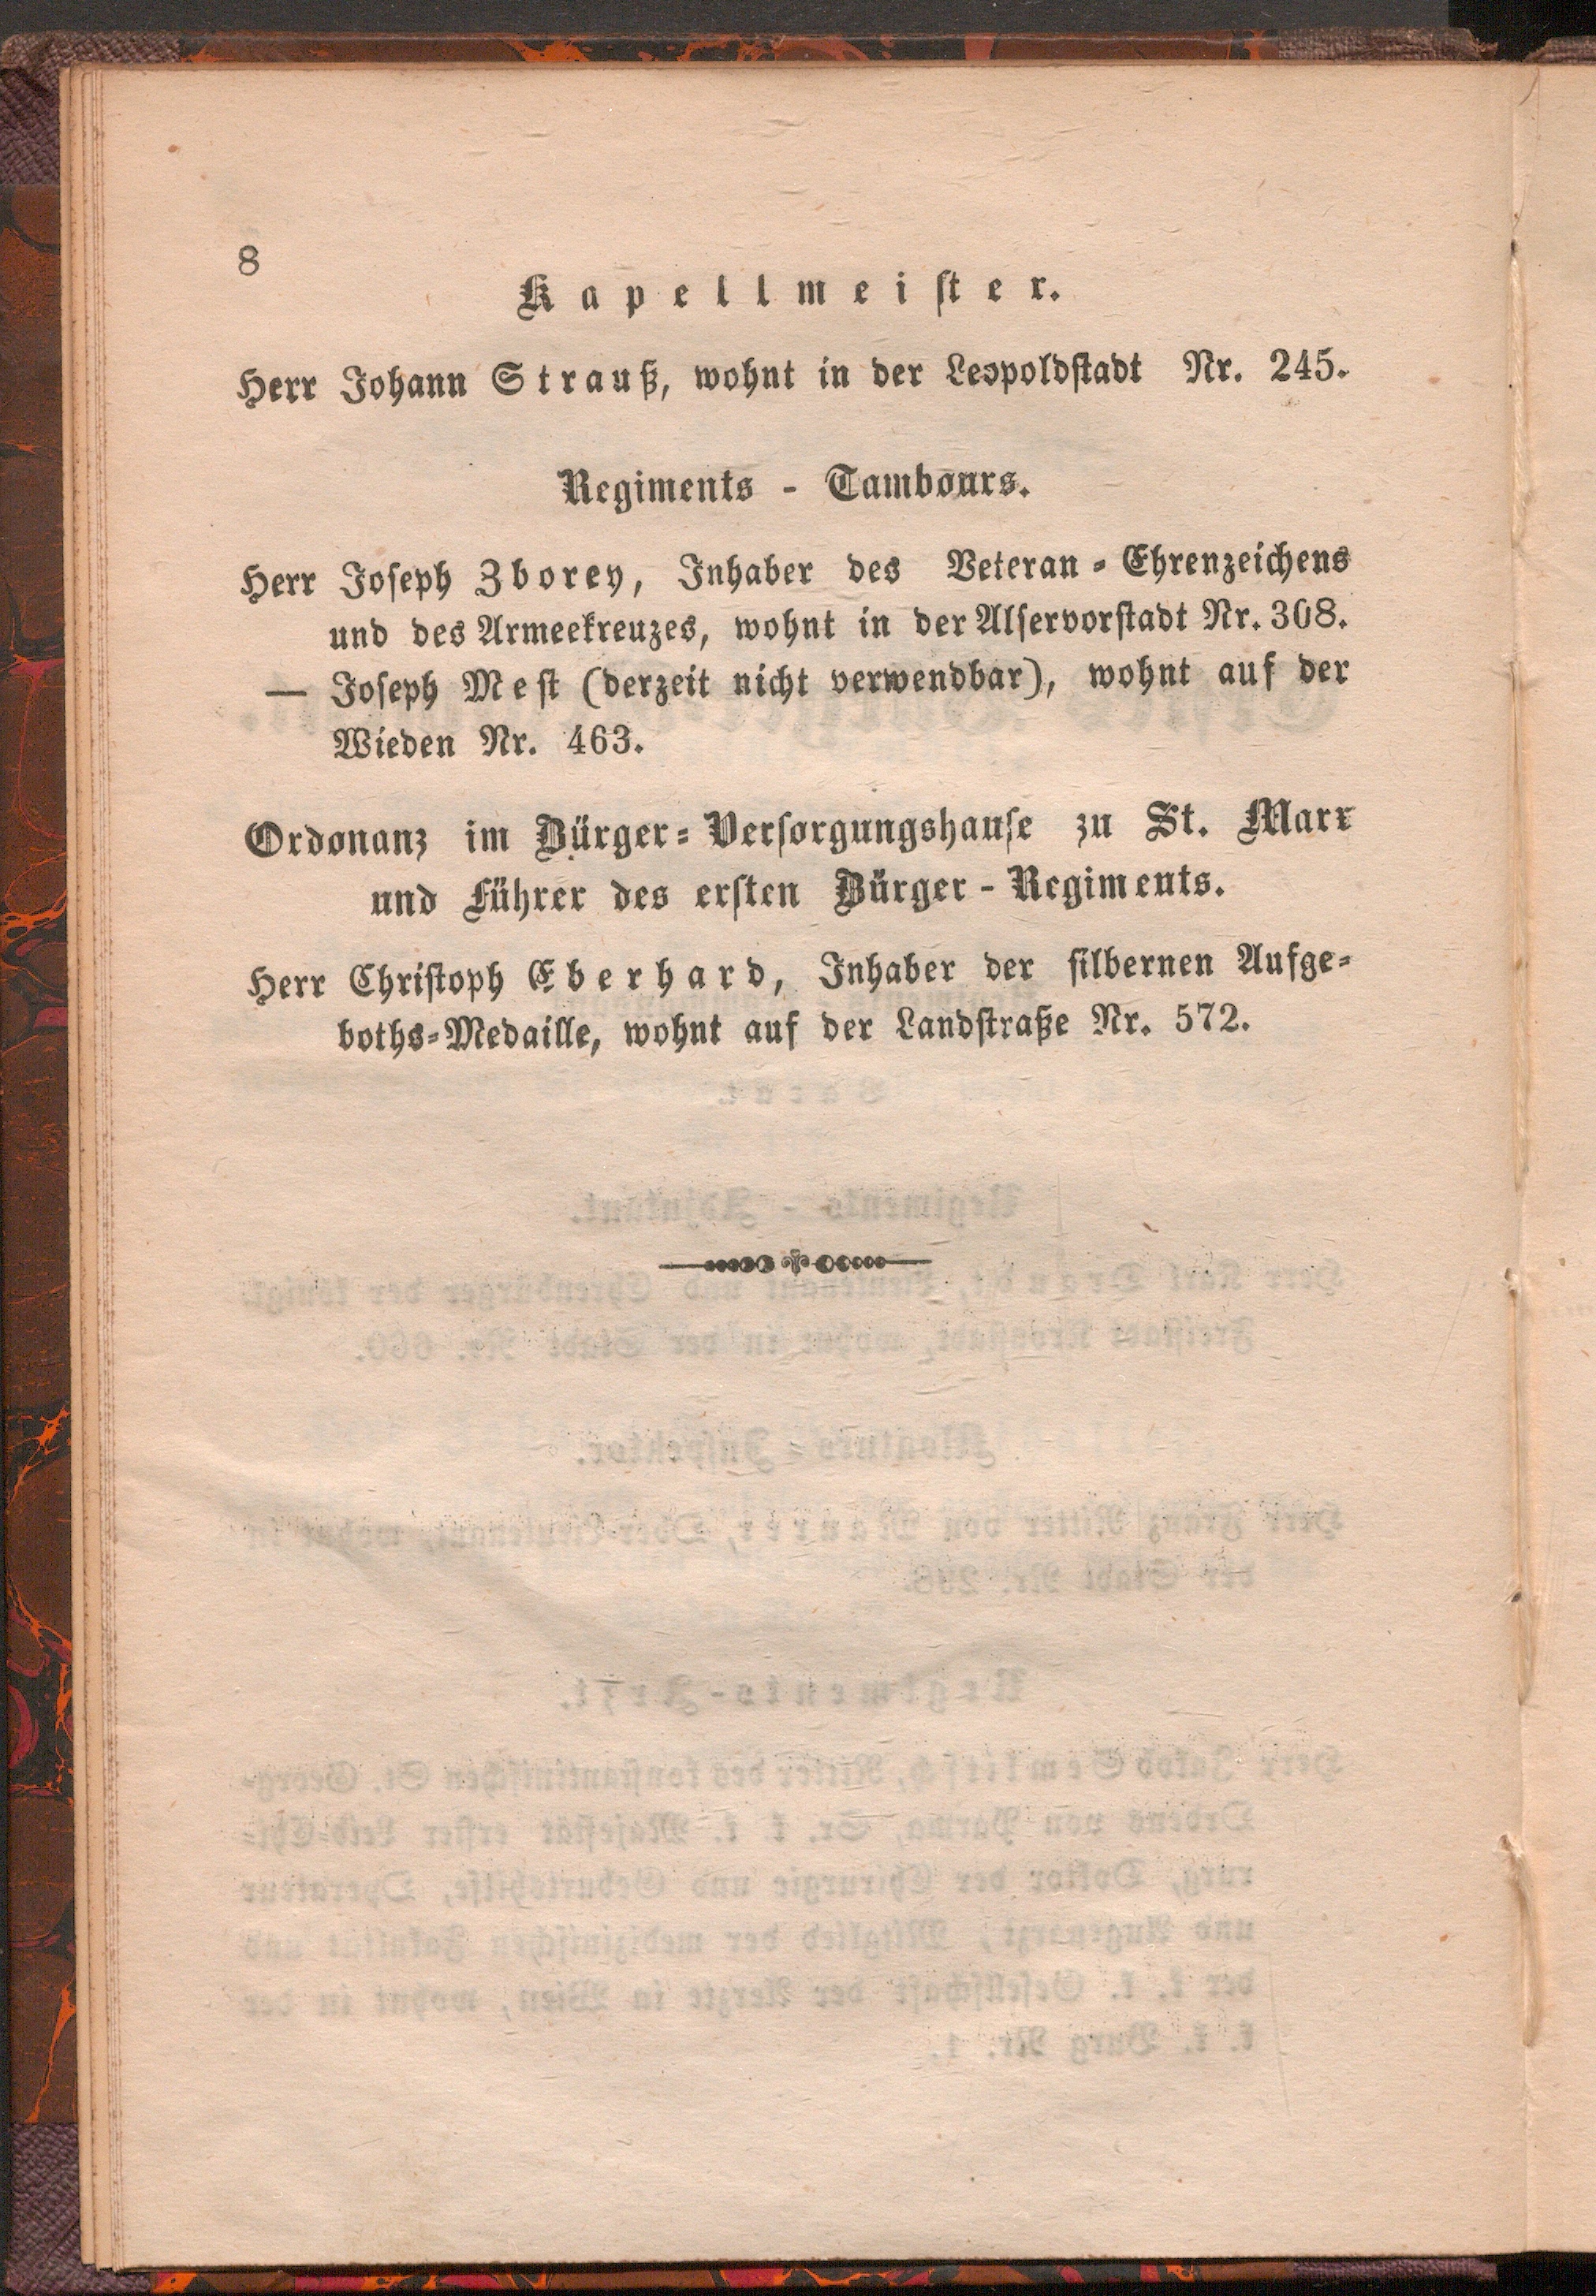 8
Kapellmeister.
Herr Johann Strauß, wohnt in der Leopoldstadt Nr. 245.
Regiments - Tambours.
Herr Joseph Zborey, Inhaber des Veteran-Ehrenzeichens
und des Armeekreuzes, wohnt in der Alservorstadt Nr. 308.
— Joseph Mest (derzeit nicht verwendbar), wohnt auf der
Wieden Nr. 463.
Ordonanz im Bürger-Versorgungshause zu St. Marx
und Führer des ersten Bürger-Regiments.
Herr Christoph Eberhard, Inhaber der silbernen Aufge-
boths-Medaille, wohnt auf der Landstraße Nr. 572.